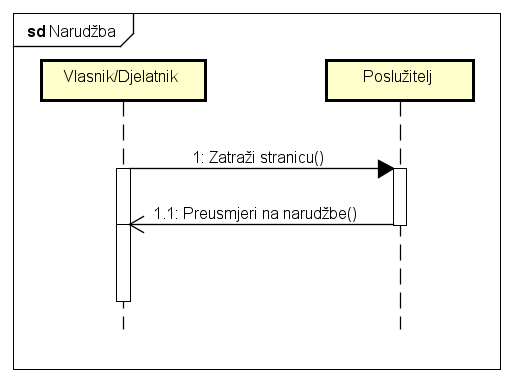 sd Narudžba
Vlasnik/Djelatnik
Poslužitelj
1: Zatraži stranicu()
1.1: Preusmjeri na narudžbe()